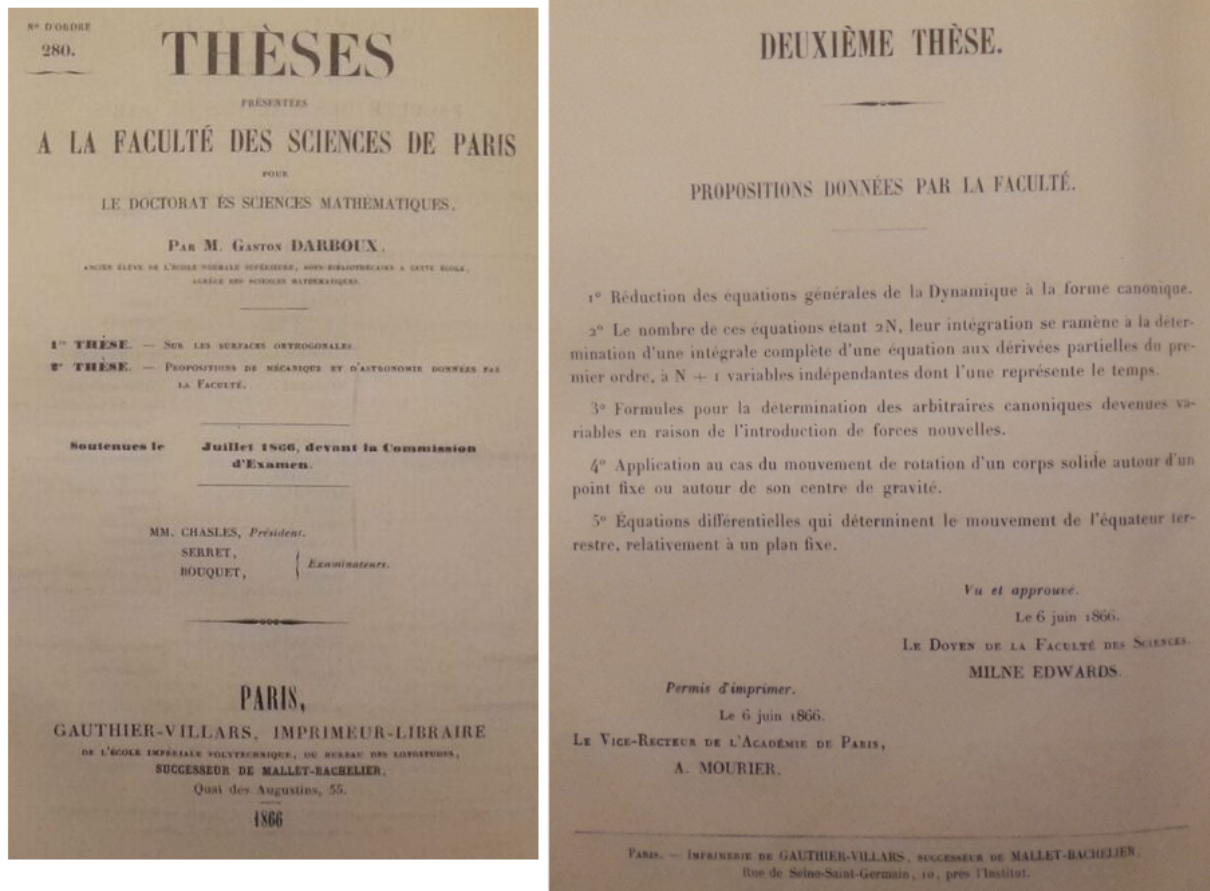 Nº D'ORDRE
280.
THÈSES
PRÉSENTÉES
A LA FACULTÉ DES SCIENCES DE PARIS
POUR
LE DOCTORAT ÈS SCIENCES MATHÉMATIQUES,
PAR M. GASTON DARBOUX,
ANCIEN ÉLÈVE DE L'ÉCOLE NORMALE SUPÉRIEURE, SOUS-BIBLIOTHÉCAIRE A CETTE ÉCOLE,
AGRÉGÉ DES SCIENCES MATHÉMATIQUES.
1re THÈSE. — SUR LES SURFACES ORTHOGONALES.
2e THÈSE. — PROPOSITIONS DE MÉCANIQUE ET D'ASTRONOMIE DONNÉES PAR
LA FACULTÉ.
Soutenues le Juillet 1866, devant la Commission
d'Examen.
MM. CHASLES, Président.
SERRET,
BOUQUET,
Examinateurs.
PARIS,
GAUTHIER-VILLARS, IMPRIMEUR-LIBRAIRE
DE L'ÉCOLE IMPÉRIALE POLYTECHNIQUE, DU BUREAU DES LONGITUDES,
SUCCESSEUR DE MALLET-BACHELIER,
Quai des Augustins, 55.
1866
DEUXIÈME THÈSE.
PROPOSITIONS DONNÉES PAR LA FACULTÉ.
1º Réduction des équations générales de la Dynamique à la forme canonique.
2º Le nombre de ces équations étant 2N, leur intégration se ramène à la déter-
mination d'une intégrale complète d'une équation aux dérivées partielles du pre-
mier ordre, à N + 1 variables indépendantes dont l'une représente le temps.
3º Formules pour la détermination des arbitraires canoniques devenues va-
riables en raison de l'introduction de forces nouvelles.
4º Application au cas du mouvement de rotation d'un corps solide autour d'un
point fixe ou autour de son centre de gravité.
5º Équations différentielles qui déterminent le mouvement de l'équateur ter-
restre, relativement à un plan fixe.
Vu et approuvé.
Le 6 juin 1866.
LE DOYEN DE LA FACULTÉ DES SCIENCES.
MILNE EDWARDS.
Permis d'imprimer.
Le 6 juin 1866.
LE VICE-RECTEUR DE L'ACADÉMIE DE PARIS,
A. MOURIER.
PARIS. — IMPRIMERIE DE GAUTHIER-VILLARS, SUCCESSEUR DE MALLET-BACHELIER,
Rue de Seine-Saint-Germain, 10, près l'Institut.